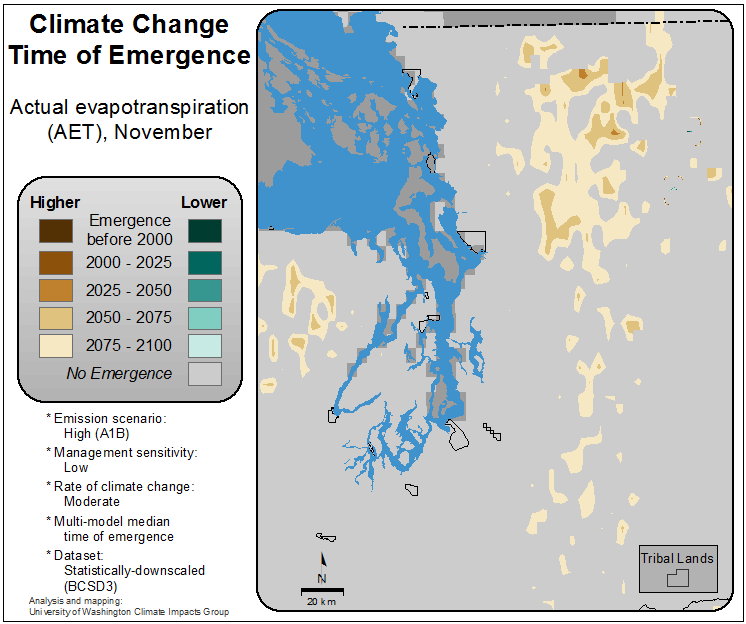 Climate Change
Time of Emergence
Actual evapotranspiration
(AET), November
Higher Lower
Emergence
before 2000
2000 - 2025
2025 - 2050
2050 - 2075
2075 - 2100
No Emergence
* Emission scenario:
High (A1B)
* Management sensitivity:
Low
* Rate of climate change:
Moderate
* Multi-model median
time of emergence
* Dataset:
Statistically-downscaled
(BCSD3)
Analysis and mapping:
University of Washington Climate Impacts Group
N
20 km
Tribal Lands